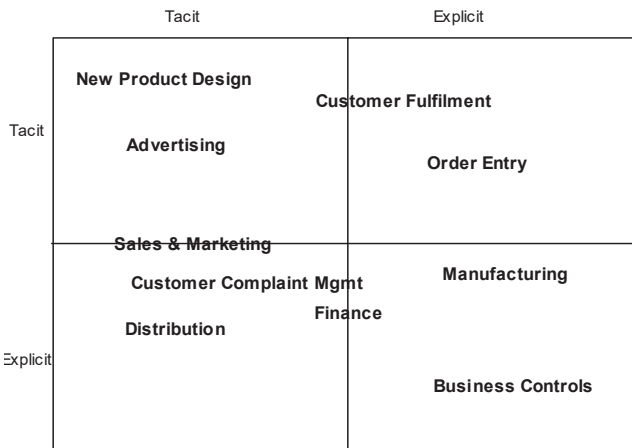 Tacit
Explicit
New Product Design
Customer Fulfilment
Tacit
Advertising
Order Entry
Sales & Marketing
Customer Complaint Mgmt
Manufacturing
Finance
Distribution
Explicit
Business Controls